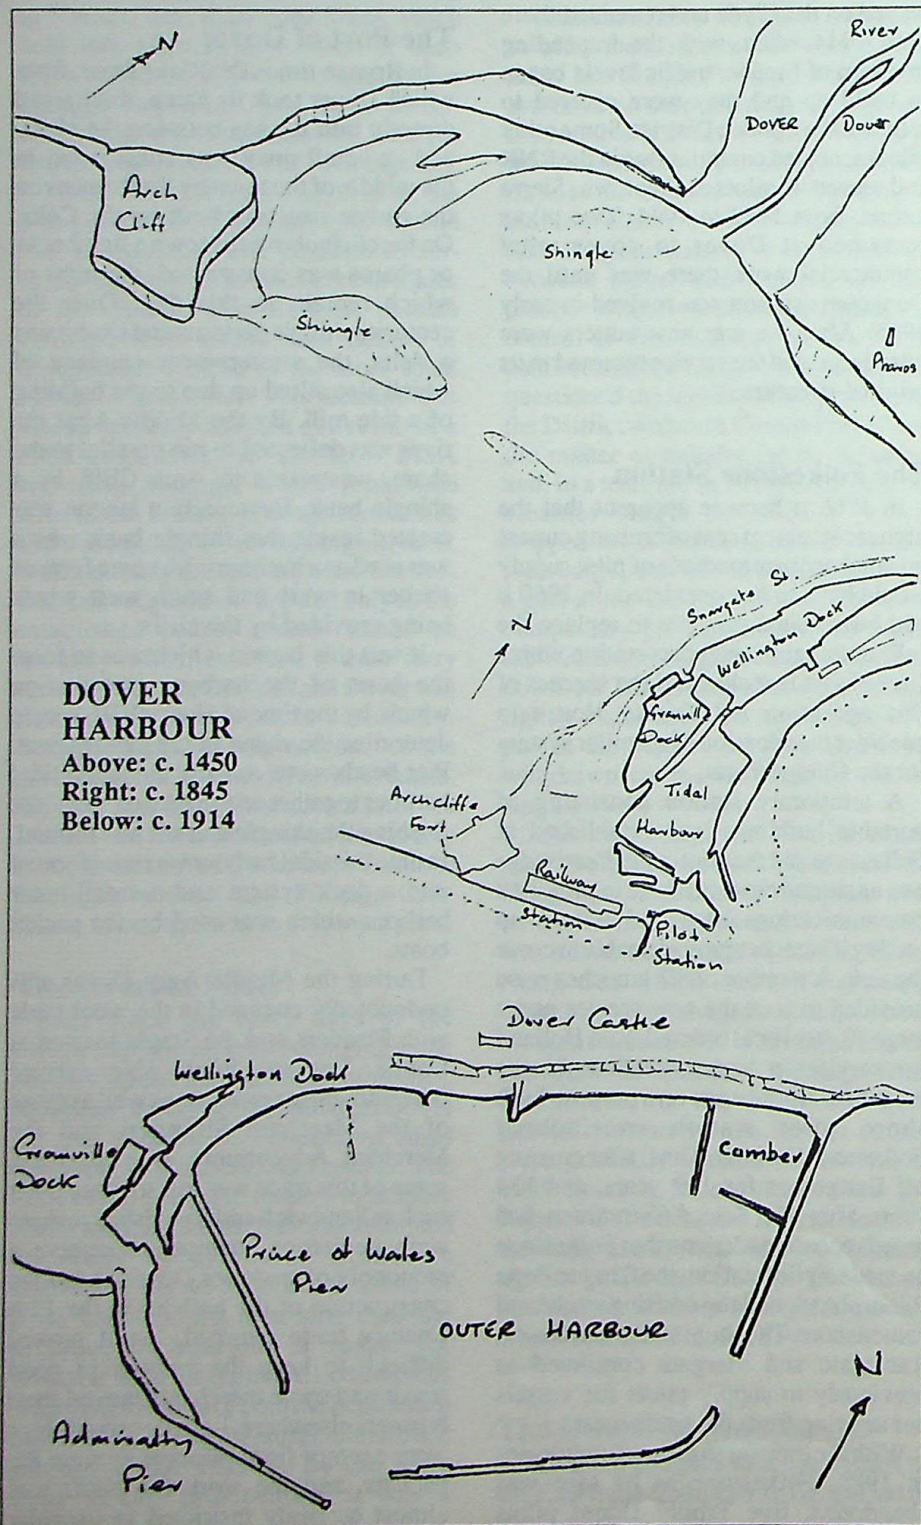 N
River
DOVER
Dour
Arch
Cliff
Shingle
Shingle
Pharos
Snargate St.
Wellington Dock
N
Granville
Dock
DOVER
HARBOUR
Above: c. 1450
Right: c. 1845
Below: c. 1914
Tidal
Harbour
Archcliffe
Fort
Railway
Station
Pilot
Station
Dover Castle
Wellington Dock
Granville
Dock
Camber
Prince of Wales
Pier
OUTER HARBOUR
N
Admiralty
Pier